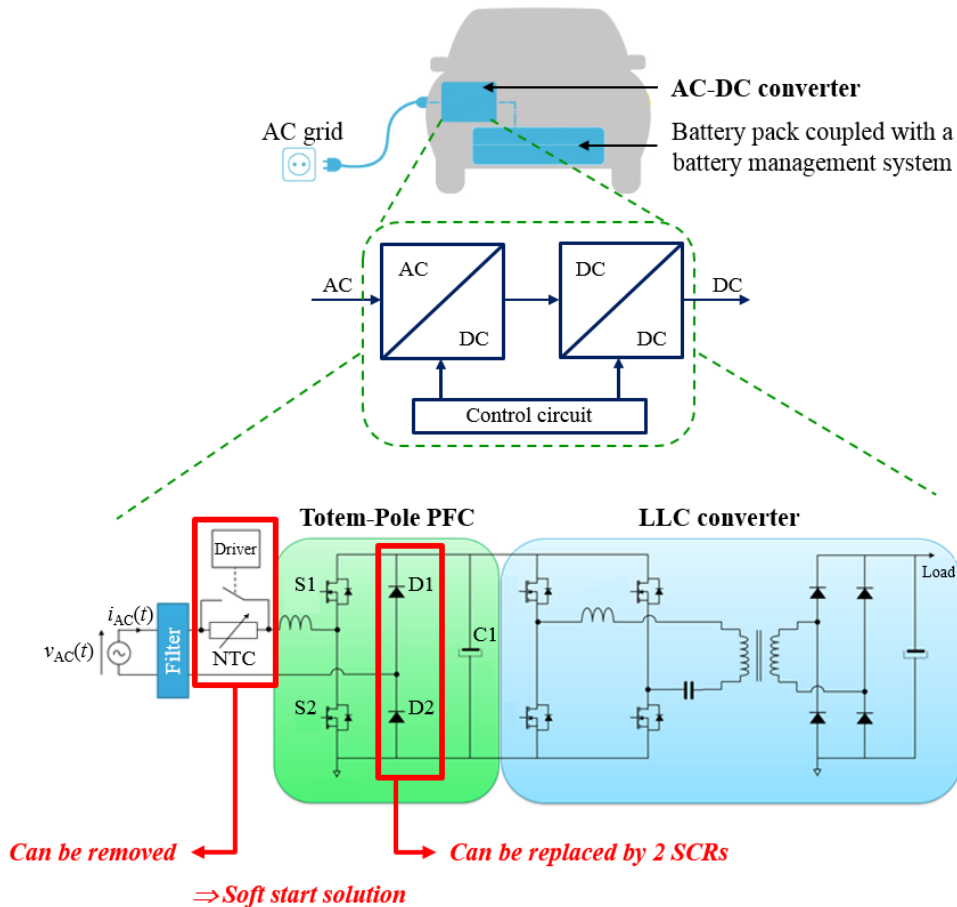 AC-DC converter
AC grid
Battery pack coupled with a
battery management system
AC
AC
DC
DC
DC
DC
Control circuit
Totem-Pole PFC
LLC converter
Driver
S1
D1
Load
iAC(t)
vAC(t)
Filter
NTC
C1
S2
D2
Can be removed
Can be replaced by 2 SCRs
⇒ Soft start solution